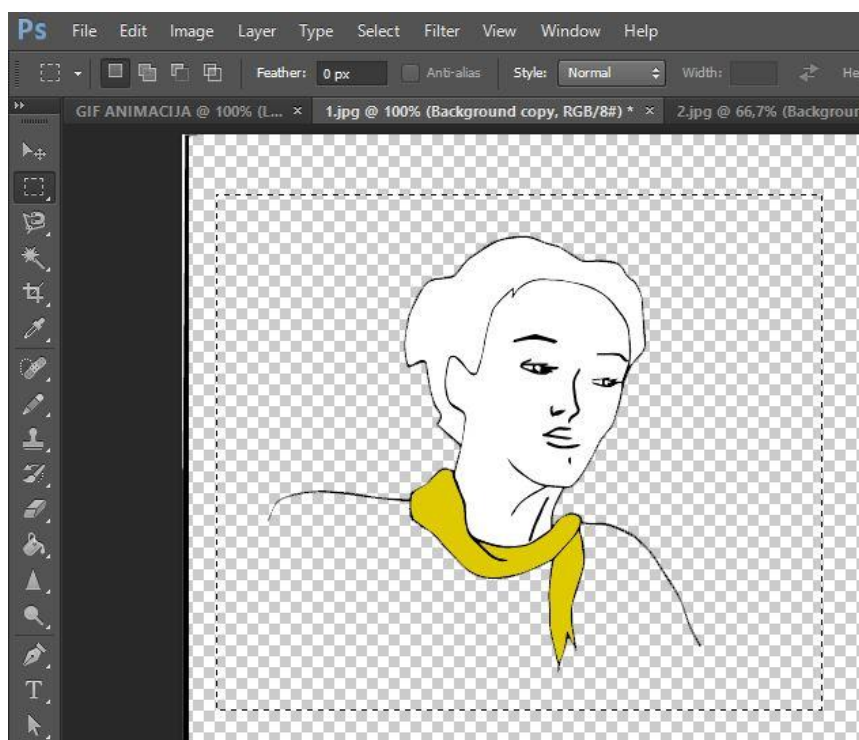 Ps File Edit Image Layer Type Select Filter View Window Help
Feather: 0 px Anti-alias Style: Normal Width: He
GIF ANIMACIJA @ 100% (L... × 1.jpg @ 100% (Background copy, RGB/8#) * × 2.jpg @ 66,7% (Backgroun
T